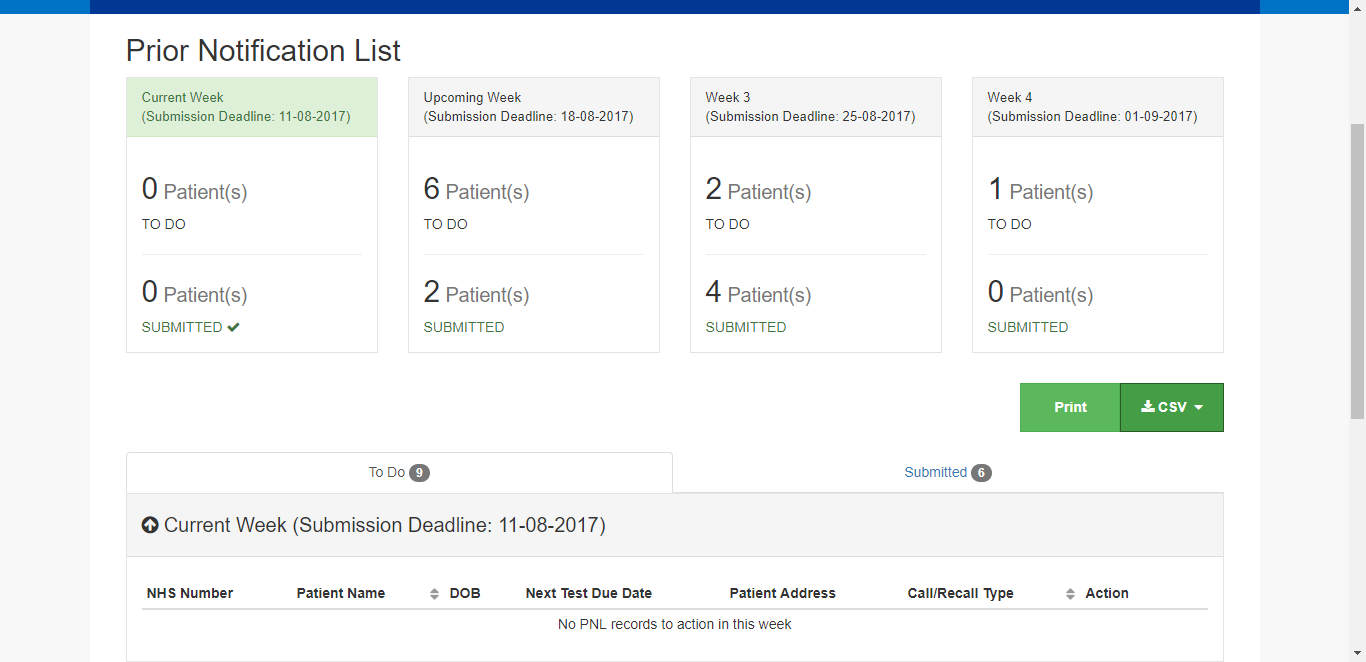 Prior Notification List
Current Week
(Submission Deadline: 11-08-2017)
0 Patient(s)
TO DO
0 Patient(s)
SUBMITTED
Upcoming Week
(Submission Deadline: 18-08-2017)
6 Patient(s)
TO DO
2 Patient(s)
SUBMITTED
Week 3
(Submission Deadline: 25-08-2017)
2 Patient(s)
TO DO
4 Patient(s)
SUBMITTED
Week 4
(Submission Deadline: 01-09-2017)
1 Patient(s)
TO DO
0 Patient(s)
SUBMITTED
Print CSV
To Do 9 Submitted 6
Current Week (Submission Deadline: 11-08-2017)
NHS Number Patient Name DOB Next Test Due Date Patient Address Call/Recall Type Action
No PNL records to action in this week